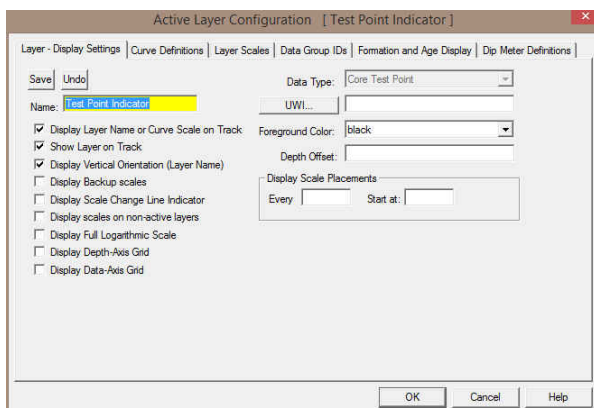 Active Layer Configuration [ Test Point Indicator ]
Layer - Display Settings Curve Definitions Layer Scales Data Group IDs Formation and Age Display Dip Meter Definitions
Save Undo Data Type: Core Test Point
Name: Test Point Indicator UWI...
Display Layer Name or Curve Scale on Track Foreground Color: black
Show Layer on Track
Display Vertical Orientation (Layer Name) Depth Offset:
Display Backup scales Display Scale Placements
Display Scale Change Line Indicator Every Start at:
Display scales on non-active layers
Display Full Logarithmic Scale
Display Depth-Axis Grid
Display Data-Axis Grid
OK Cancel Help